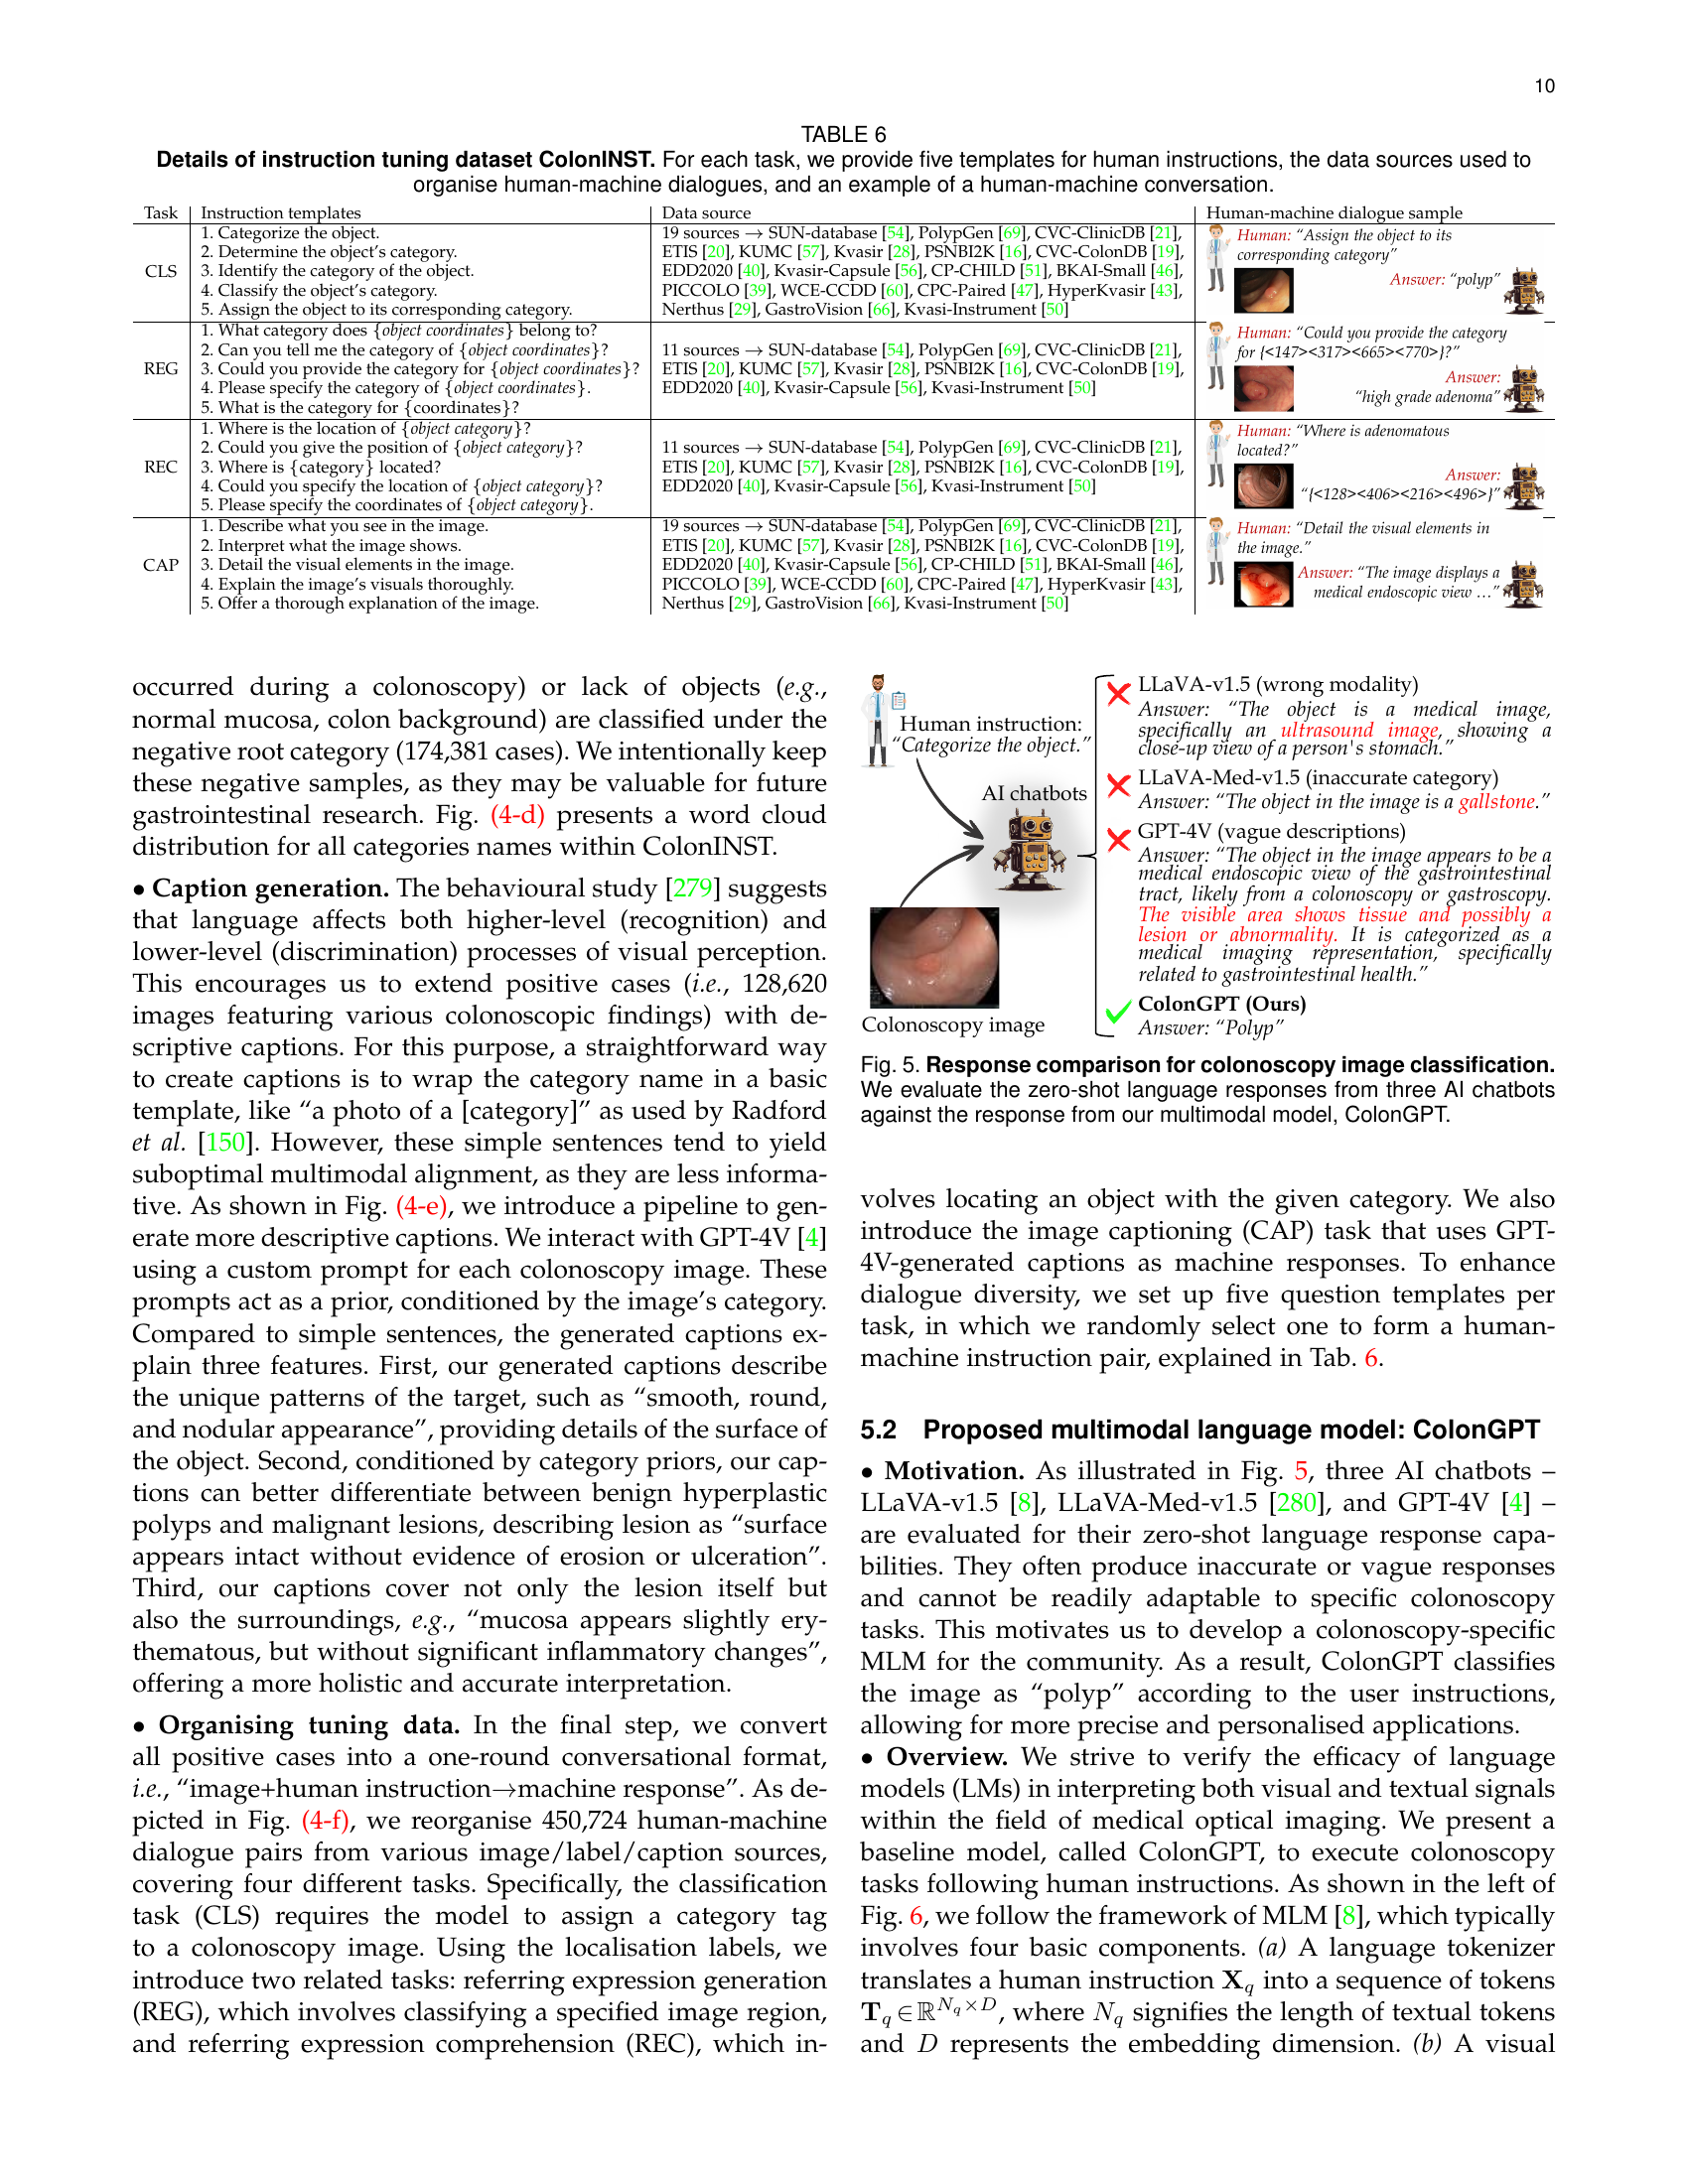 10
TABLE 6
Details of instruction tuning dataset ColonINST. For each task, we provide five templates for human instructions, the data sources used to
organise human-machine dialogues, and an example of a human-machine conversation.
Task Instruction templates Data source Human-machine dialogue sample
CLS
1. Categorize the object.
2. Determine the object's category.
3. Identify the category of the object.
4. Classify the object's category.
5. Assign the object to its corresponding category.
19 sources → SUN-database [54], PolypGen [69], CVC-ClinicDB [21],
ETIS [20], KUMC [57], Kvasir [28], PSNBI2K [16], CVC-ColonDB [19],
EDD2020 [40], Kvasir-Capsule [56], CP-CHILD [51], BKAI-Small [46],
PICCOLO [39], WCE-CCDD [60], CPC-Paired [47], HyperKvasir [43],
Nerthus [29], GastroVision [66], Kvasi-Instrument [50]
Human: “Assign the object to its
corresponding category”
Answer: “polyp”
REG
1. What category does {object coordinates} belong to?
2. Can you tell me the category of {object coordinates}?
3. Could you provide the category for {object coordinates}?
4. Please specify the category of {object coordinates}.
5. What is the category for {coordinates}?
11 sources → SUN-database [54], PolypGen [69], CVC-ClinicDB [21],
ETIS [20], KUMC [57], Kvasir [28], PSNBI2K [16], CVC-ColonDB [19],
EDD2020 [40], Kvasir-Capsule [56], Kvasi-Instrument [50]
Human: “Could you provide the category
for {<147><317><665><770>}?”
Answer:
“high grade adenoma”
REC
1. Where is the location of {object category}?
2. Could you give the position of {object category}?
3. Where is {category} located?
4. Could you specify the location of {object category}?
5. Please specify the coordinates of {object category}.
11 sources → SUN-database [54], PolypGen [69], CVC-ClinicDB [21],
ETIS [20], KUMC [57], Kvasir [28], PSNBI2K [16], CVC-ColonDB [19],
EDD2020 [40], Kvasir-Capsule [56], Kvasi-Instrument [50]
Human: “Where is adenomatous
located?”
Answer:
“{<128><406><216><496>}”
CAP
1. Describe what you see in the image.
2. Interpret what the image shows.
3. Detail the visual elements in the image.
4. Explain the image's visuals thoroughly.
5. Offer a thorough explanation of the image.
19 sources → SUN-database [54], PolypGen [69], CVC-ClinicDB [21],
ETIS [20], KUMC [57], Kvasir [28], PSNBI2K [16], CVC-ColonDB [19],
EDD2020 [40], Kvasir-Capsule [56], CP-CHILD [51], BKAI-Small [46],
PICCOLO [39], WCE-CCDD [60], CPC-Paired [47], HyperKvasir [43],
Nerthus [29], GastroVision [66], Kvasi-Instrument [50]
Human: “Detail the visual elements in
the image.”
Answer: “The image displays a
medical endoscopic view ...”
occurred during a colonoscopy) or lack of objects (e.g.,
normal mucosa, colon background) are classified under the
negative root category (174,381 cases). We intentionally keep
these negative samples, as they may be valuable for future
gastrointestinal research. Fig. (4-d) presents a word cloud
distribution for all categories names within ColonINST.
• Caption generation. The behavioural study [279] suggests
that language affects both higher-level (recognition) and
lower-level (discrimination) processes of visual perception.
This encourages us to extend positive cases (i.e., 128,620
images featuring various colonoscopic findings) with de-
scriptive captions. For this purpose, a straightforward way
to create captions is to wrap the category name in a basic
template, like “a photo of a [category]” as used by Radford
et al. [150]. However, these simple sentences tend to yield
suboptimal multimodal alignment, as they are less informa-
tive. As shown in Fig. (4-e), we introduce a pipeline to gen-
erate more descriptive captions. We interact with GPT-4V [4]
using a custom prompt for each colonoscopy image. These
prompts act as a prior, conditioned by the image's category.
Compared to simple sentences, the generated captions ex-
plain three features. First, our generated captions describe
the unique patterns of the target, such as “smooth, round,
and nodular appearance”, providing details of the surface of
the object. Second, conditioned by category priors, our cap-
tions can better differentiate between benign hyperplastic
polyps and malignant lesions, describing lesion as “surface
appears intact without evidence of erosion or ulceration”.
Third, our captions cover not only the lesion itself but
also the surroundings, e.g., “mucosa appears slightly ery-
thematous, but without significant inflammatory changes”,
offering a more holistic and accurate interpretation.
• Organising tuning data. In the final step, we convert
all positive cases into a one-round conversational format,
i.e., “image+human instruction→machine response”. As de-
picted in Fig. (4-f), we reorganise 450,724 human-machine
dialogue pairs from various image/label/caption sources,
covering four different tasks. Specifically, the classification
task (CLS) requires the model to assign a category tag
to a colonoscopy image. Using the localisation labels, we
introduce two related tasks: referring expression generation
(REG), which involves classifying a specified image region,
and referring expression comprehension (REC), which in-
Human instruction:
“Categorize the object.”
AI chatbots
Colonoscopy image
LLaVA-v1.5 (wrong modality)
Answer: “The object is a medical image,
specifically an ultrasound image, showing a
close-up view of a person's stomach.”
LLaVA-Med-v1.5 (inaccurate category)
Answer: “The object in the image is a gallstone.”
GPT-4V (vague descriptions)
Answer: “The object in the image appears to be a
medical endoscopic view of the gastrointestinal
tract, likely from a colonoscopy or gastroscopy.
The visible area shows tissue and possibly a
lesion or abnormality. It is categorized as a
medical imaging representation, specifically
related to gastrointestinal health.”
ColonGPT (Ours)
Answer: “Polyp”
Fig. 5. Response comparison for colonoscopy image classification.
We evaluate the zero-shot language responses from three AI chatbots
against the response from our multimodal model, ColonGPT.
volves locating an object with the given category. We also
introduce the image captioning (CAP) task that uses GPT-
4V-generated captions as machine responses. To enhance
dialogue diversity, we set up five question templates per
task, in which we randomly select one to form a human-
machine instruction pair, explained in Tab. 6.
5.2 Proposed multimodal language model: ColonGPT
• Motivation. As illustrated in Fig. 5, three AI chatbots –
LLaVA-v1.5 [8], LLaVA-Med-v1.5 [280], and GPT-4V [4] –
are evaluated for their zero-shot language response capa-
bilities. They often produce inaccurate or vague responses
and cannot be readily adaptable to specific colonoscopy
tasks. This motivates us to develop a colonoscopy-specific
MLM for the community. As a result, ColonGPT classifies
the image as “polyp” according to the user instructions,
allowing for more precise and personalised applications.
• Overview. We strive to verify the efficacy of language
models (LMs) in interpreting both visual and textual signals
within the field of medical optical imaging. We present a
baseline model, called ColonGPT, to execute colonoscopy
tasks following human instructions. As shown in the left of
Fig. 6, we follow the framework of MLM [8], which typically
involves four basic components. (a) A language tokenizer
translates a human instruction X_q into a sequence of tokens
T_q ∈ ℝ^{N_q×D}, where N_q signifies the length of textual tokens
and D represents the embedding dimension. (b) A visual